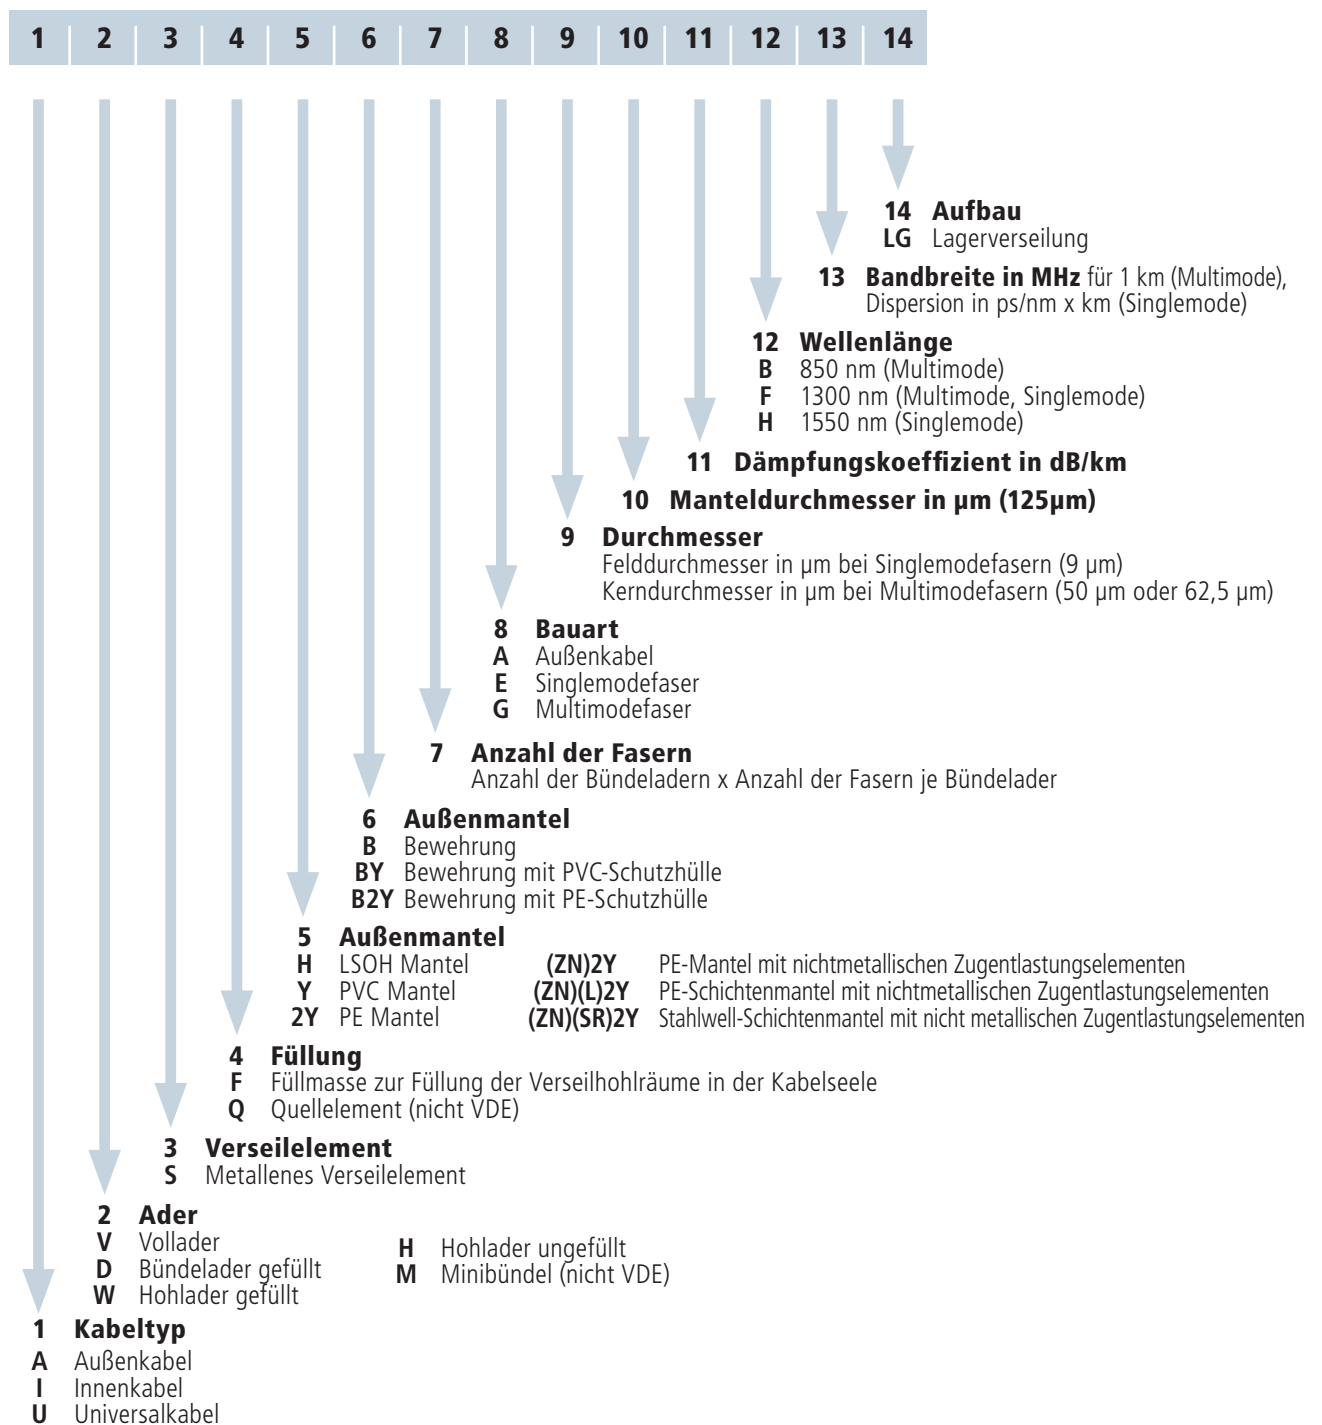 1 2 3 4 5 6 7 8 9 10 11 12 13 14
14 Aufbau
LG Lagerverseilung
13 Bandbreite in MHz für 1 km (Multimode),
Dispersion in ps/nm x km (Singlemode)
12 Wellenlänge
B 850 nm (Multimode)
F 1300 nm (Multimode, Singlemode)
H 1550 nm (Singlemode)
11 Dämpfungskoeffizient in dB/km
10 Manteldurchmesser in µm (125µm)
9 Durchmesser
Felddurchmesser in µm bei Singlemodefasern (9 µm)
Kerndurchmesser in µm bei Multimodefasern (50 µm oder 62,5 µm)
8 Bauart
A Außenkabel
E Singlemodefaser
G Multimodefaser
7 Anzahl der Fasern
Anzahl der Bündeladern x Anzahl der Fasern je Bündelader
6 Außenmantel
B Bewehrung
BY Bewehrung mit PVC-Schutzhülle
B2Y Bewehrung mit PE-Schutzhülle
5 Außenmantel
H LSOH Mantel (ZN)2Y PE-Mantel mit nichtmetallischen Zugentlastungselementen
Y PVC Mantel (ZN)(L)2Y PE-Schichtenmantel mit nichtmetallischen Zugentlastungselementen
2Y PE Mantel (ZN)(SR)2Y Stahlwell-Schichtenmantel mit nicht metallischen Zugentlastungselementen
4 Füllung
F Füllmasse zur Füllung der Verseilhohlräume in der Kabelseele
Q Quellelement (nicht VDE)
3 Verseilelement
S Metallenes Verseilelement
2 Ader
V Vollader H Hohlader ungefüllt
D Bündelader gefüllt M Minibündel (nicht VDE)
W Hohlader gefüllt
1 Kabeltyp
A Außenkabel
I Innenkabel
U Universalkabel